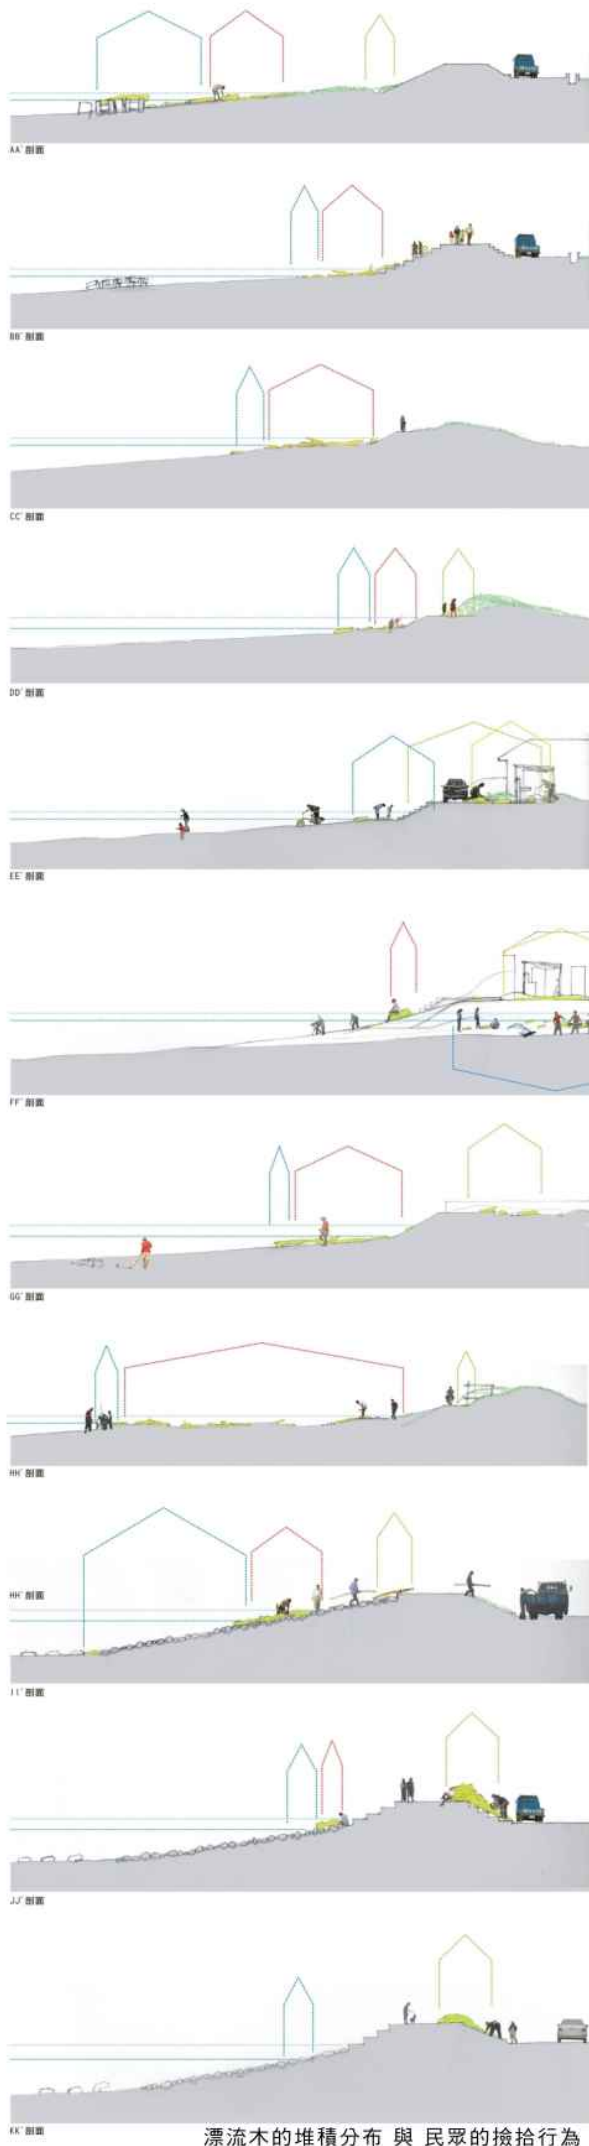 AA' 剖面
BB' 剖面
CC' 剖面
DD' 剖面
EE' 剖面
FF' 剖面
GG' 剖面
HH' 剖面
HH' 剖面
II' 剖面
JJ' 剖面
KK' 剖面
漂流木的堆積分布 與 民眾的撿拾行為